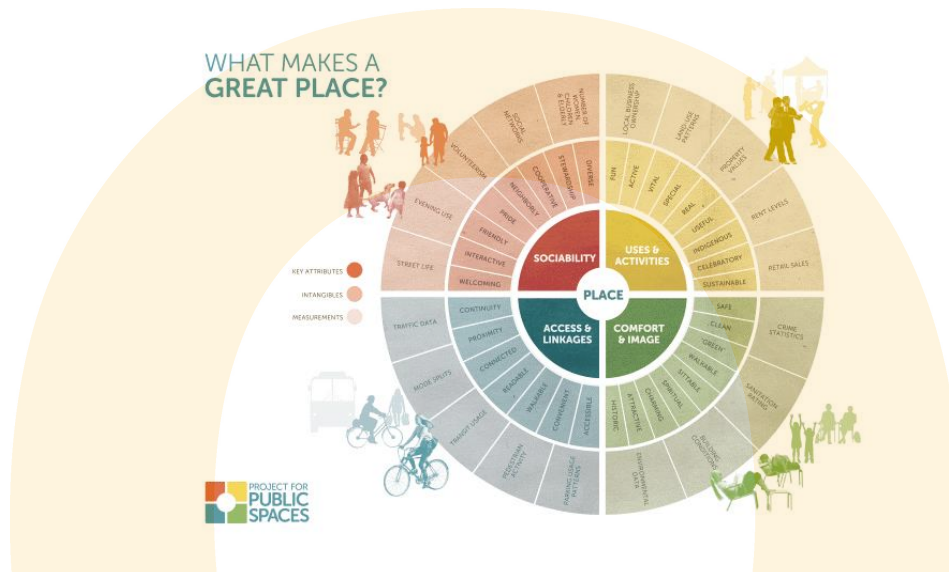 WHAT MAKES A
GREAT PLACE?
KEY ATTRIBUTES
INTANGIBLES
MEASUREMENTS
PLACE
SOCIABILITY
DIVERSE
STEWARDSHIP
COOPERATIVE
NEIGHBORLY
PRIDE
FRIENDLY
INTERACTIVE
WELCOMING
NUMBER OF
WOMEN,
CHILDREN
& ELDERLY
SOCIAL
NETWORKS
VOLUNTEERISM
EVENING USE
STREET LIFE
USES &
ACTIVITIES
FUN
ACTIVE
VITAL
SPECIAL
REAL
USEFUL
INDIGENOUS
CELEBRATORY
SUSTAINABLE
LOCAL BUSINESS
OWNERSHIP
LAND-USE
PATTERNS
PROPERTY
VALUES
RENT LEVELS
RETAIL SALES
COMFORT
& IMAGE
SAFE
CLEAN
"GREEN"
WALKABLE
SITTABLE
SPIRITUAL
CHARMING
ATTRACTIVE
HISTORIC
CRIME
STATISTICS
SANITATION
RATING
BUILDING
CONDITIONS
ENVIRONMENTAL
DATA
ACCESS &
LINKAGES
CONTINUITY
PROXIMITY
CONNECTED
READABLE
WALKABLE
CONVENIENT
ACCESSIBLE
TRAFFIC DATA
MODE SPLITS
TRANSIT USAGE
PEDESTRIAN
ACTIVITY
PARKING USAGE
PATTERNS
PROJECT FOR
PUBLIC
SPACES